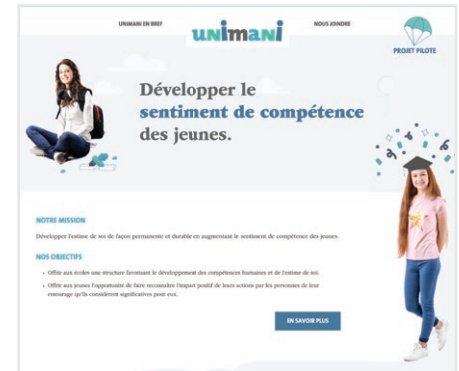 UNIMANI EN BREF
unimani
NOUS JOINDRE
PROJET PILOTE
Développer le
sentiment de compétence
des jeunes.
NOTRE MISSION
Développer l'estime de soi de façon permanente et durable en augmentant le sentiment de compétence des jeunes.
NOS OBJECTIFS
• Offrir aux écoles une structure favorisant le développement des compétences humaines et de l'estime de soi.
• Offrir aux jeunes l'opportunité de faire reconnaître l'impact positif de leurs actions par les personnes de leur
entourage qu'ils considèrent significatives pour eux.
EN SAVOIR PLUS